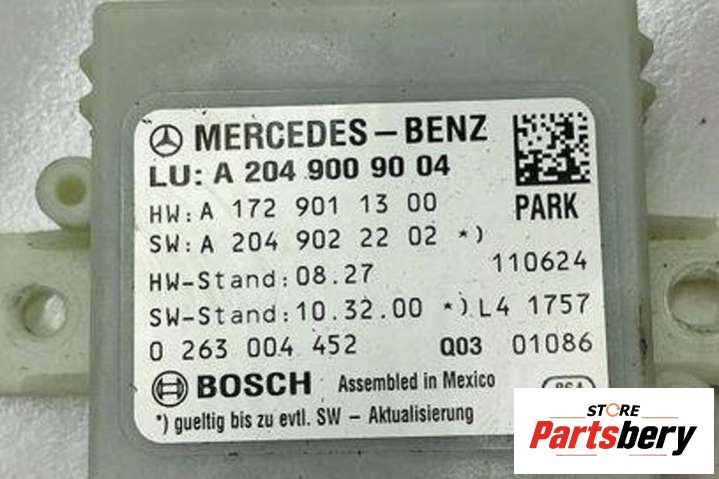 MERCEDES-BENZ
LU: A 204 900 90 04
PARK
HW: A 172 901 13 00
SW: A 204 902 22 02 *)
110624
HW-Stand: 08.27
SW-Stand: 10.32.00 *) L4 1757
0 263 004 452 Q03 01086
BOSCH Assembled in Mexico
*) gueltig bis zu evtl. SW - Aktualisierung
STORE
Partsbery